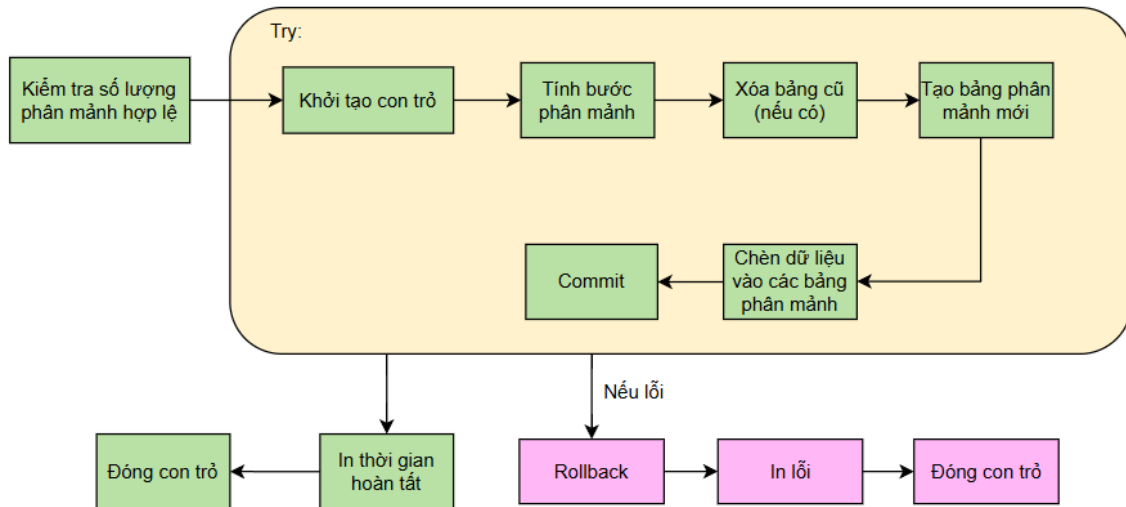 Try:
Kiểm tra số lượng
phân mảnh hợp lệ
Khởi tạo con trỏ
Tính bước
phân mảnh
Xóa bảng cũ
(nếu có)
Tạo bảng phân
mảnh mới
Chèn dữ liệu
vào các bảng
phân mảnh
Commit
Nếu lỗi
In thời gian
hoàn tất
Đóng con trỏ
Rollback
In lỗi
Đóng con trỏ